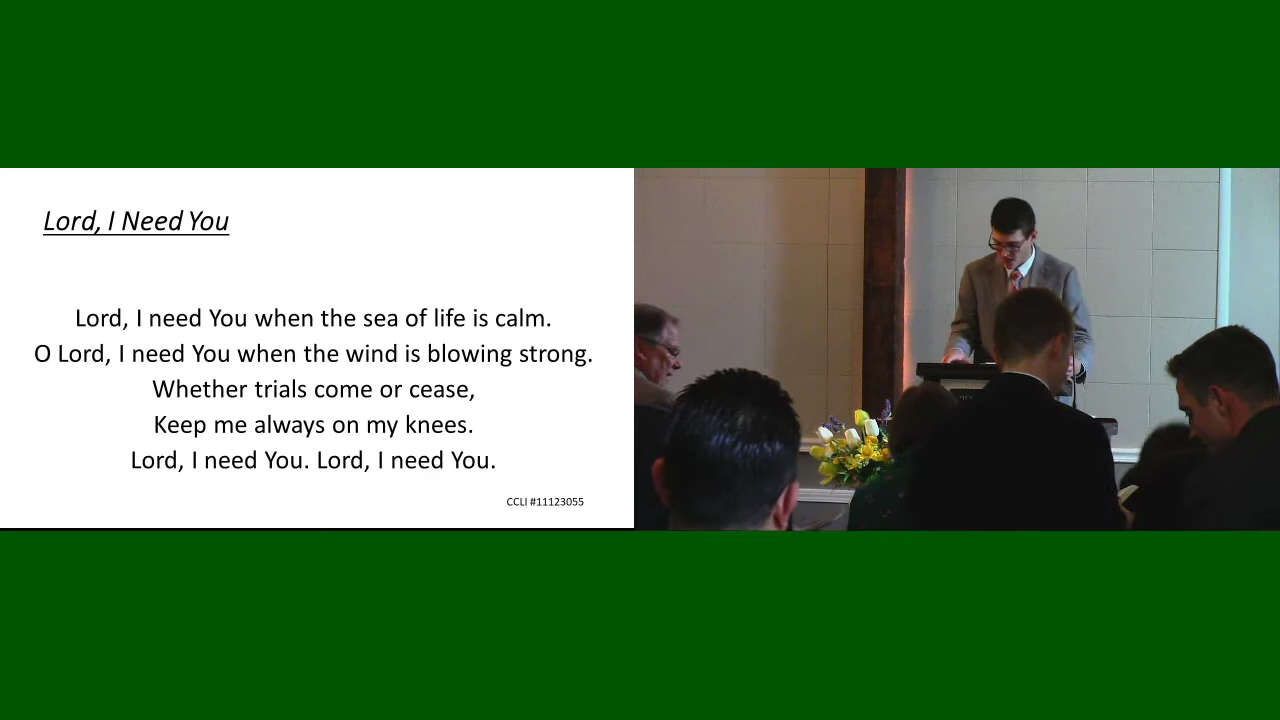 Lord, I Need You
Lord, I need You when the sea of life is calm.
O Lord, I need You when the wind is blowing strong.
Whether trials come or cease,
Keep me always on my knees.
Lord, I need You. Lord, I need You.
CCLI #11123055